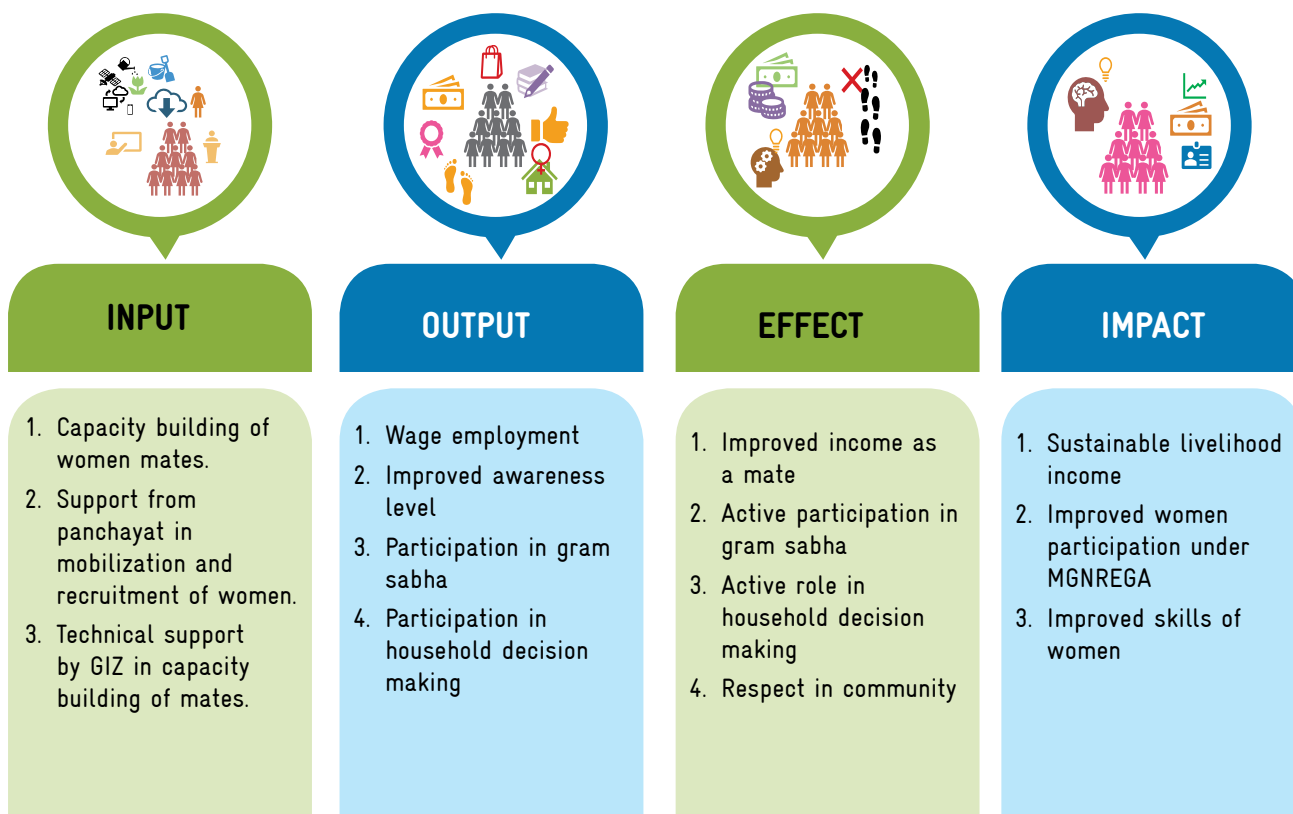 INPUT
1. Capacity building of
women mates.
2. Support from
panchayat in
mobilization and
recruitment of women.
3. Technical support
by GIZ in capacity
building of mates.
OUTPUT
1. Wage employment
2. Improved awareness
level
3. Participation in gram
sabha
4. Participation in
household decision
making
EFFECT
1. Improved income as
a mate
2. Active participation in
gram sabha
3. Active role in
household decision
making
4. Respect in community
IMPACT
1. Sustainable livelihood
income
2. Improved women
participation under
MGNREGA
3. Improved skills of
women